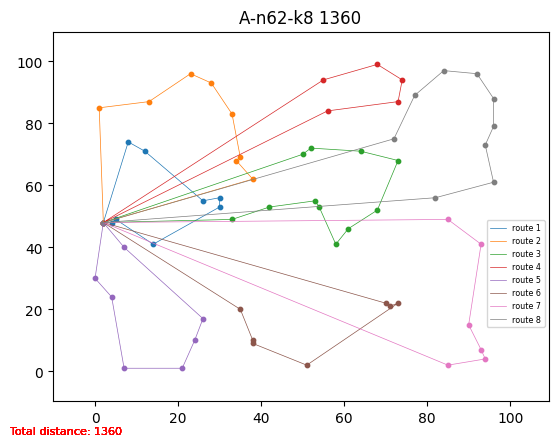 A-n62-k8 1360
100
80
60
40
20
0
0 20 40 60 80 100
route 1
route 2
route 3
route 4
route 5
route 6
route 7
route 8
Total distance: 1360